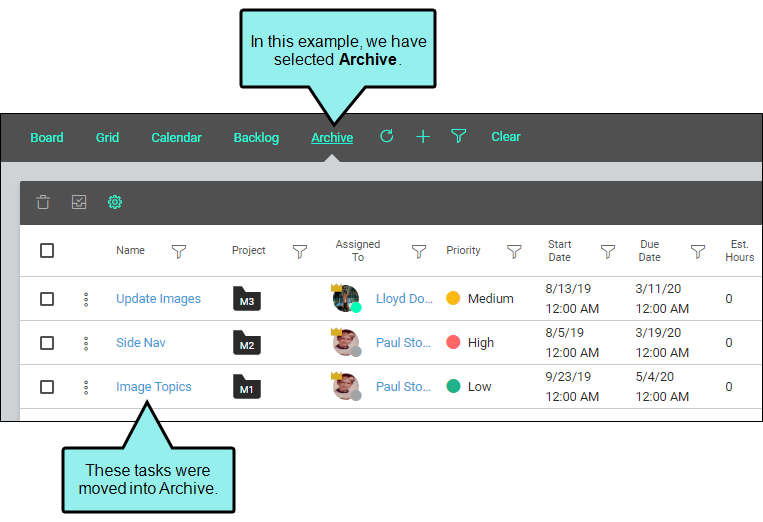 In this example, we have
selected Archive.
Board Grid Calendar Backlog Archive Clear
Name Project Assigned To Priority Start Date Due Date Est. Hours
Update Images M3 Lloyd Do... Medium 8/13/19 12:00 AM 3/11/20 12:00 AM 0
Side Nav M2 Paul Sto... High 8/5/19 12:00 AM 3/19/20 12:00 AM 0
Image Topics M1 Paul Sto... Low 9/23/19 12:00 AM 5/4/20 12:00 AM 0
These tasks were
moved into Archive.